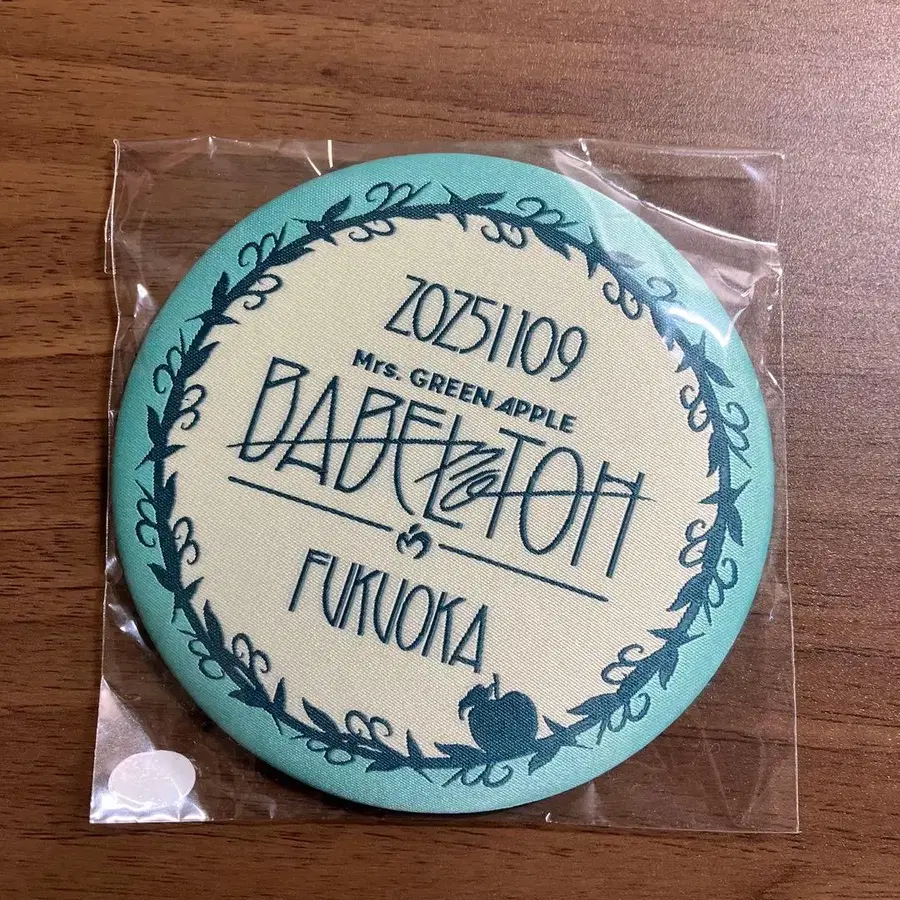 20251109
Mrs. GREEN APPLE
BABEL no TOH
FUKUOKA